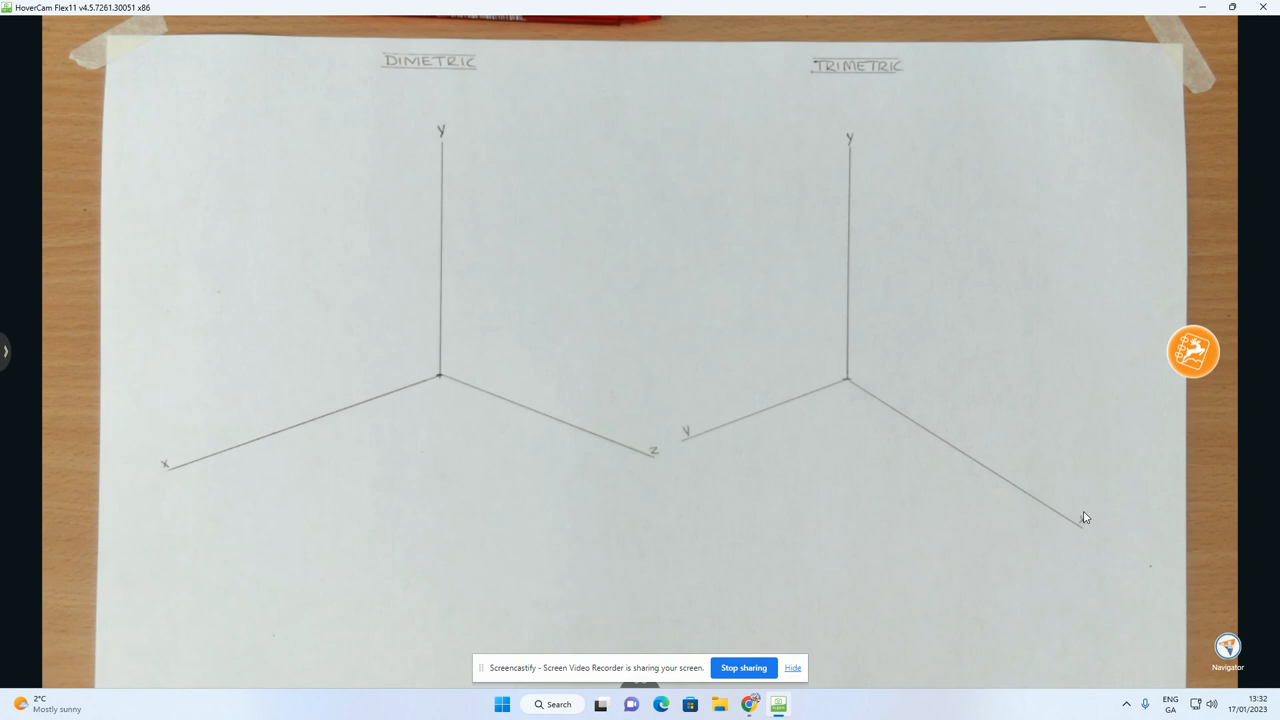 HoverCam Flex11 v4.5.7261.30051 x86
DIMETRIC
TRIMETRIC
y
y
x
z
y
Navigator
Screencastify - Screen Video Recorder is sharing your screen.
Stop sharing
Hide
2°C
Mostly sunny
Search
ENG
GA
13:32
17/01/2023